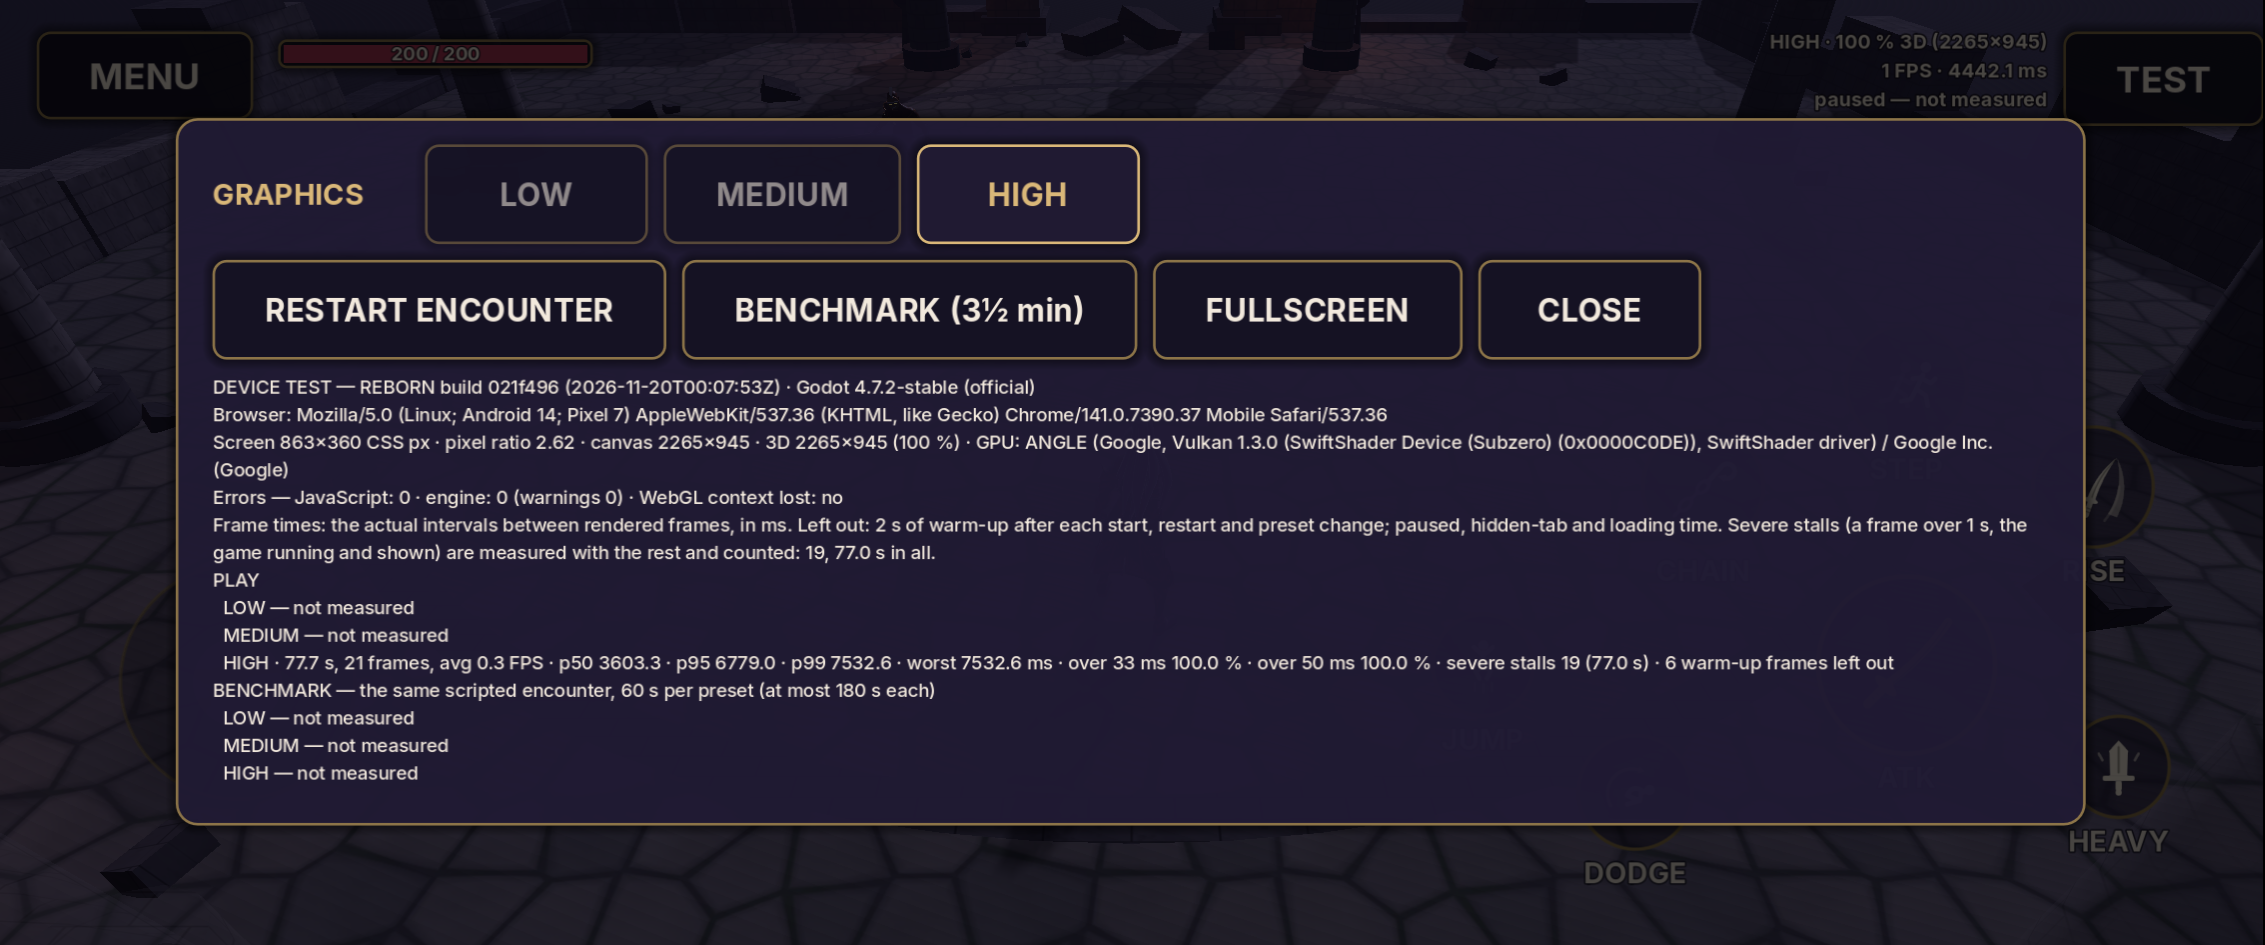 MENU
200 / 200
HIGH · 100 % 3D (2265×945)
1 FPS · 4442.1 ms
paused — not measured
TEST
GRAPHICS
LOW
MEDIUM
HIGH
RESTART ENCOUNTER
BENCHMARK (3½ min)
FULLSCREEN
CLOSE
DEVICE TEST — REBORN build 021f496 (2026-11-20T00:07:53Z) · Godot 4.7.2-stable (official)
Browser: Mozilla/5.0 (Linux; Android 14; Pixel 7) AppleWebKit/537.36 (KHTML, like Gecko) Chrome/141.0.7390.37 Mobile Safari/537.36
Screen 863×360 CSS px · pixel ratio 2.62 · canvas 2265×945 · 3D 2265×945 (100 %) · GPU: ANGLE (Google, Vulkan 1.3.0 (SwiftShader Device (Subzero) (0x0000C0DE)), SwiftShader driver) / Google Inc.
(Google)
Errors — JavaScript: 0 · engine: 0 (warnings 0) · WebGL context lost: no
Frame times: the actual intervals between rendered frames, in ms. Left out: 2 s of warm-up after each start, restart and preset change; paused, hidden-tab and loading time. Severe stalls (a frame over 1 s, the
game running and shown) are measured with the rest and counted: 19, 77.0 s in all.
PLAY
LOW — not measured
MEDIUM — not measured
HIGH · 77.7 s, 21 frames, avg 0.3 FPS · p50 3603.3 · p95 6779.0 · p99 7532.6 · worst 7532.6 ms · over 33 ms 100.0 % · over 50 ms 100.0 % · severe stalls 19 (77.0 s) · 6 warm-up frames left out
BENCHMARK — the same scripted encounter, 60 s per preset (at most 180 s each)
LOW — not measured
MEDIUM — not measured
HIGH — not measured
JUMP
ATK
HEAVY
DODGE